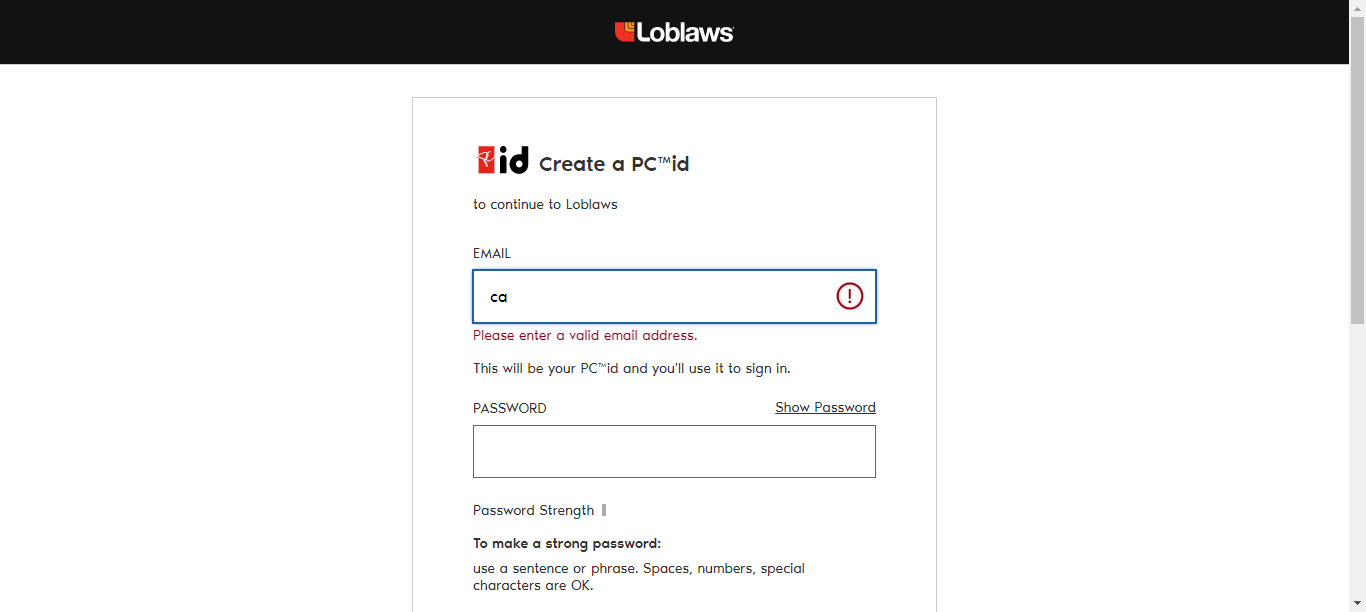 Loblaws
id Create a PC™id
to continue to Loblaws
EMAIL
ca
Please enter a valid email address.
This will be your PC™id and you'll use it to sign in.
PASSWORD Show Password
Password Strength
To make a strong password:
use a sentence or phrase. Spaces, numbers, special
characters are OK.